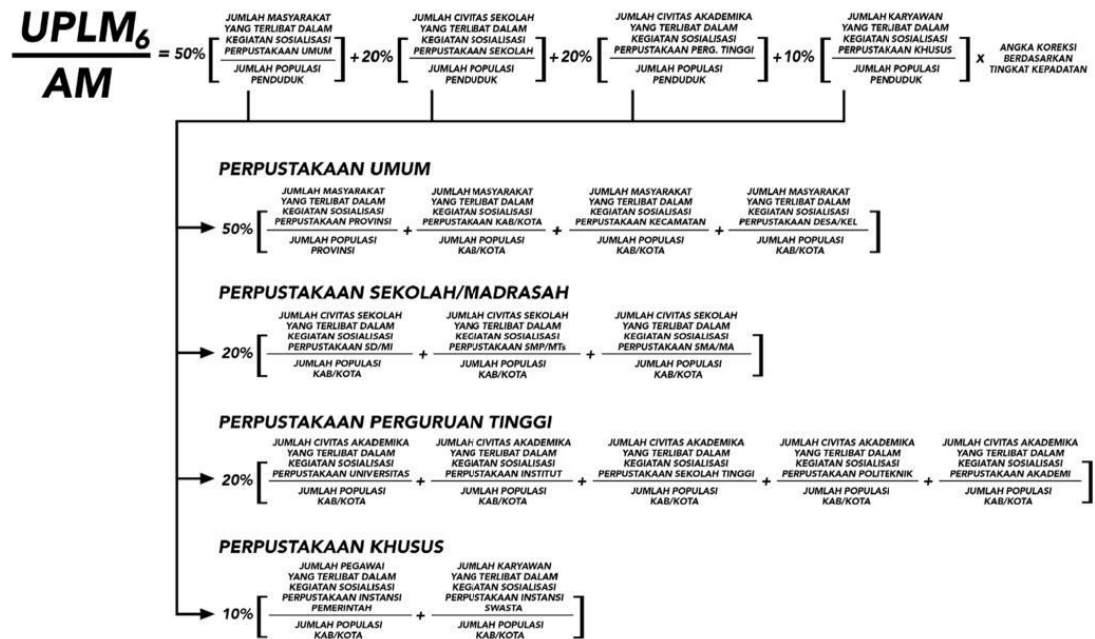 UPLM6
AM
= 50% [ JUMLAH MASYARAKAT
YANG TERLIBAT DALAM
KEGIATAN SOSIALISASI
PERPUSTAKAAN UMUM
JUMLAH POPULASI
PENDUDUK ]
+ 20% [ JUMLAH CIVITAS SEKOLAH
YANG TERLIBAT DALAM
KEGIATAN SOSIALISASI
PERPUSTAKAAN SEKOLAH
JUMLAH POPULASI
PENDUDUK ]
+ 20% [ JUMLAH CIVITAS AKADEMIKA
YANG TERLIBAT DALAM
KEGIATAN SOSIALISASI
PERPUSTAKAAN PERG. TINGGI
JUMLAH POPULASI
PENDUDUK ]
+ 10% [ JUMLAH KARYAWAN
YANG TERLIBAT DALAM
KEGIATAN SOSIALISASI
PERPUSTAKAAN KHUSUS
JUMLAH POPULASI
PENDUDUK ]
x ANGKA KOREKSI
BERDASARKAN
TINGKAT KEPADATAN
PERPUSTAKAAN UMUM
50% [ JUMLAH MASYARAKAT
YANG TERLIBAT DALAM
KEGIATAN SOSIALISASI
PERPUSTAKAAN PROVINSI
JUMLAH POPULASI
PROVINSI
+ JUMLAH MASYARAKAT
YANG TERLIBAT DALAM
KEGIATAN SOSIALISASI
PERPUSTAKAAN KAB/KOTA
JUMLAH POPULASI
KAB/KOTA
+ JUMLAH MASYARAKAT
YANG TERLIBAT DALAM
KEGIATAN SOSIALISASI
PERPUSTAKAAN KECAMATAN
JUMLAH POPULASI
KAB/KOTA
+ JUMLAH MASYARAKAT
YANG TERLIBAT DALAM
KEGIATAN SOSIALISASI
PERPUSTAKAAN DESA/KEL
JUMLAH POPULASI
KAB/KOTA ]
PERPUSTAKAAN SEKOLAH/MADRASAH
20% [ JUMLAH CIVITAS SEKOLAH
YANG TERLIBAT DALAM
KEGIATAN SOSIALISASI
PERPUSTAKAAN SD/MI
JUMLAH POPULASI
KAB/KOTA
+ JUMLAH CIVITAS SEKOLAH
YANG TERLIBAT DALAM
KEGIATAN SOSIALISASI
PERPUSTAKAAN SMP/MTs
JUMLAH POPULASI
KAB/KOTA
+ JUMLAH CIVITAS SEKOLAH
YANG TERLIBAT DALAM
KEGIATAN SOSIALISASI
PERPUSTAKAAN SMA/MA
JUMLAH POPULASI
KAB/KOTA ]
PERPUSTAKAAN PERGURUAN TINGGI
20% [ JUMLAH CIVITAS AKADEMIKA
YANG TERLIBAT DALAM
KEGIATAN SOSIALISASI
PERPUSTAKAAN UNIVERSITAS
JUMLAH POPULASI
KAB/KOTA
+ JUMLAH CIVITAS AKADEMIKA
YANG TERLIBAT DALAM
KEGIATAN SOSIALISASI
PERPUSTAKAAN INSTITUT
JUMLAH POPULASI
KAB/KOTA
+ JUMLAH CIVITAS AKADEMIKA
YANG TERLIBAT DALAM
KEGIATAN SOSIALISASI
PERPUSTAKAAN SEKOLAH TINGGI
JUMLAH POPULASI
KAB/KOTA
+ JUMLAH CIVITAS AKADEMIKA
YANG TERLIBAT DALAM
KEGIATAN SOSIALISASI
PERPUSTAKAAN POLITEKNIK
JUMLAH POPULASI
KAB/KOTA
+ JUMLAH CIVITAS AKADEMIKA
YANG TERLIBAT DALAM
KEGIATAN SOSIALISASI
PERPUSTAKAAN AKADEMI
JUMLAH POPULASI
KAB/KOTA ]
PERPUSTAKAAN KHUSUS
10% [ JUMLAH PEGAWAI
YANG TERLIBAT DALAM
KEGIATAN SOSIALISASI
PERPUSTAKAAN INSTANSI
PEMERINTAH
JUMLAH POPULASI
KAB/KOTA
+ JUMLAH KARYAWAN
YANG TERLIBAT DALAM
KEGIATAN SOSIALISASI
PERPUSTAKAAN INSTANSI
SWASTA
JUMLAH POPULASI
KAB/KOTA ]